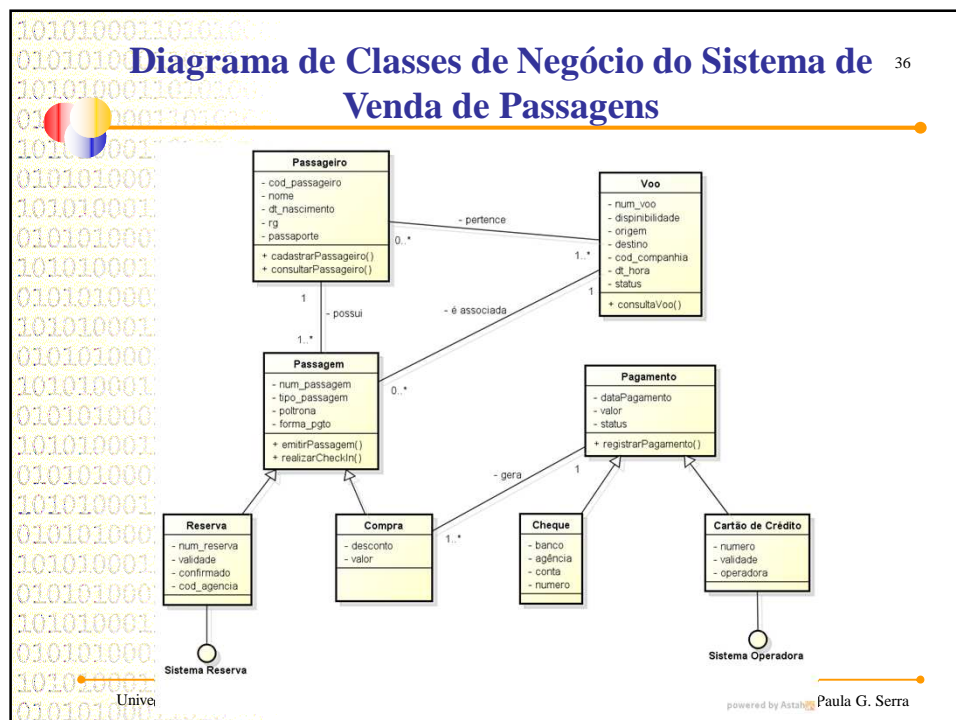 Diagrama de Classes de Negócio do Sistema de
Venda de Passagens
36
Passageiro
- cod_passageiro
- nome
- dt_nascimento
- rg
- passaporte
+ cadastrarPassageiro()
+ consultarPassageiro()
- pertence
0..*
1..*
Voo
- num_voo
- dispinibilidade
- origem
- destino
- cod_companhia
- dt_hora
- status
+ consultaVoo()
1
- possui
1..*
- é associada
1
0..*
Passagem
- num_passagem
- tipo_passagem
- poltrona
- forma_pgto
+ emitirPassagem()
+ realizarCheckIn()
Pagamento
- dataPagamento
- valor
- status
+ registrarPagamento()
- gera
1
1..*
Reserva
- num_reserva
- validade
- confirmado
- cod_agencia
Compra
- desconto
- valor
Cheque
- banco
- agência
- conta
- numero
Cartão de Crédito
- numero
- validade
- operadora
Sistema Reserva
Sistema Operadora
powered by Astah
Paula G. Serra